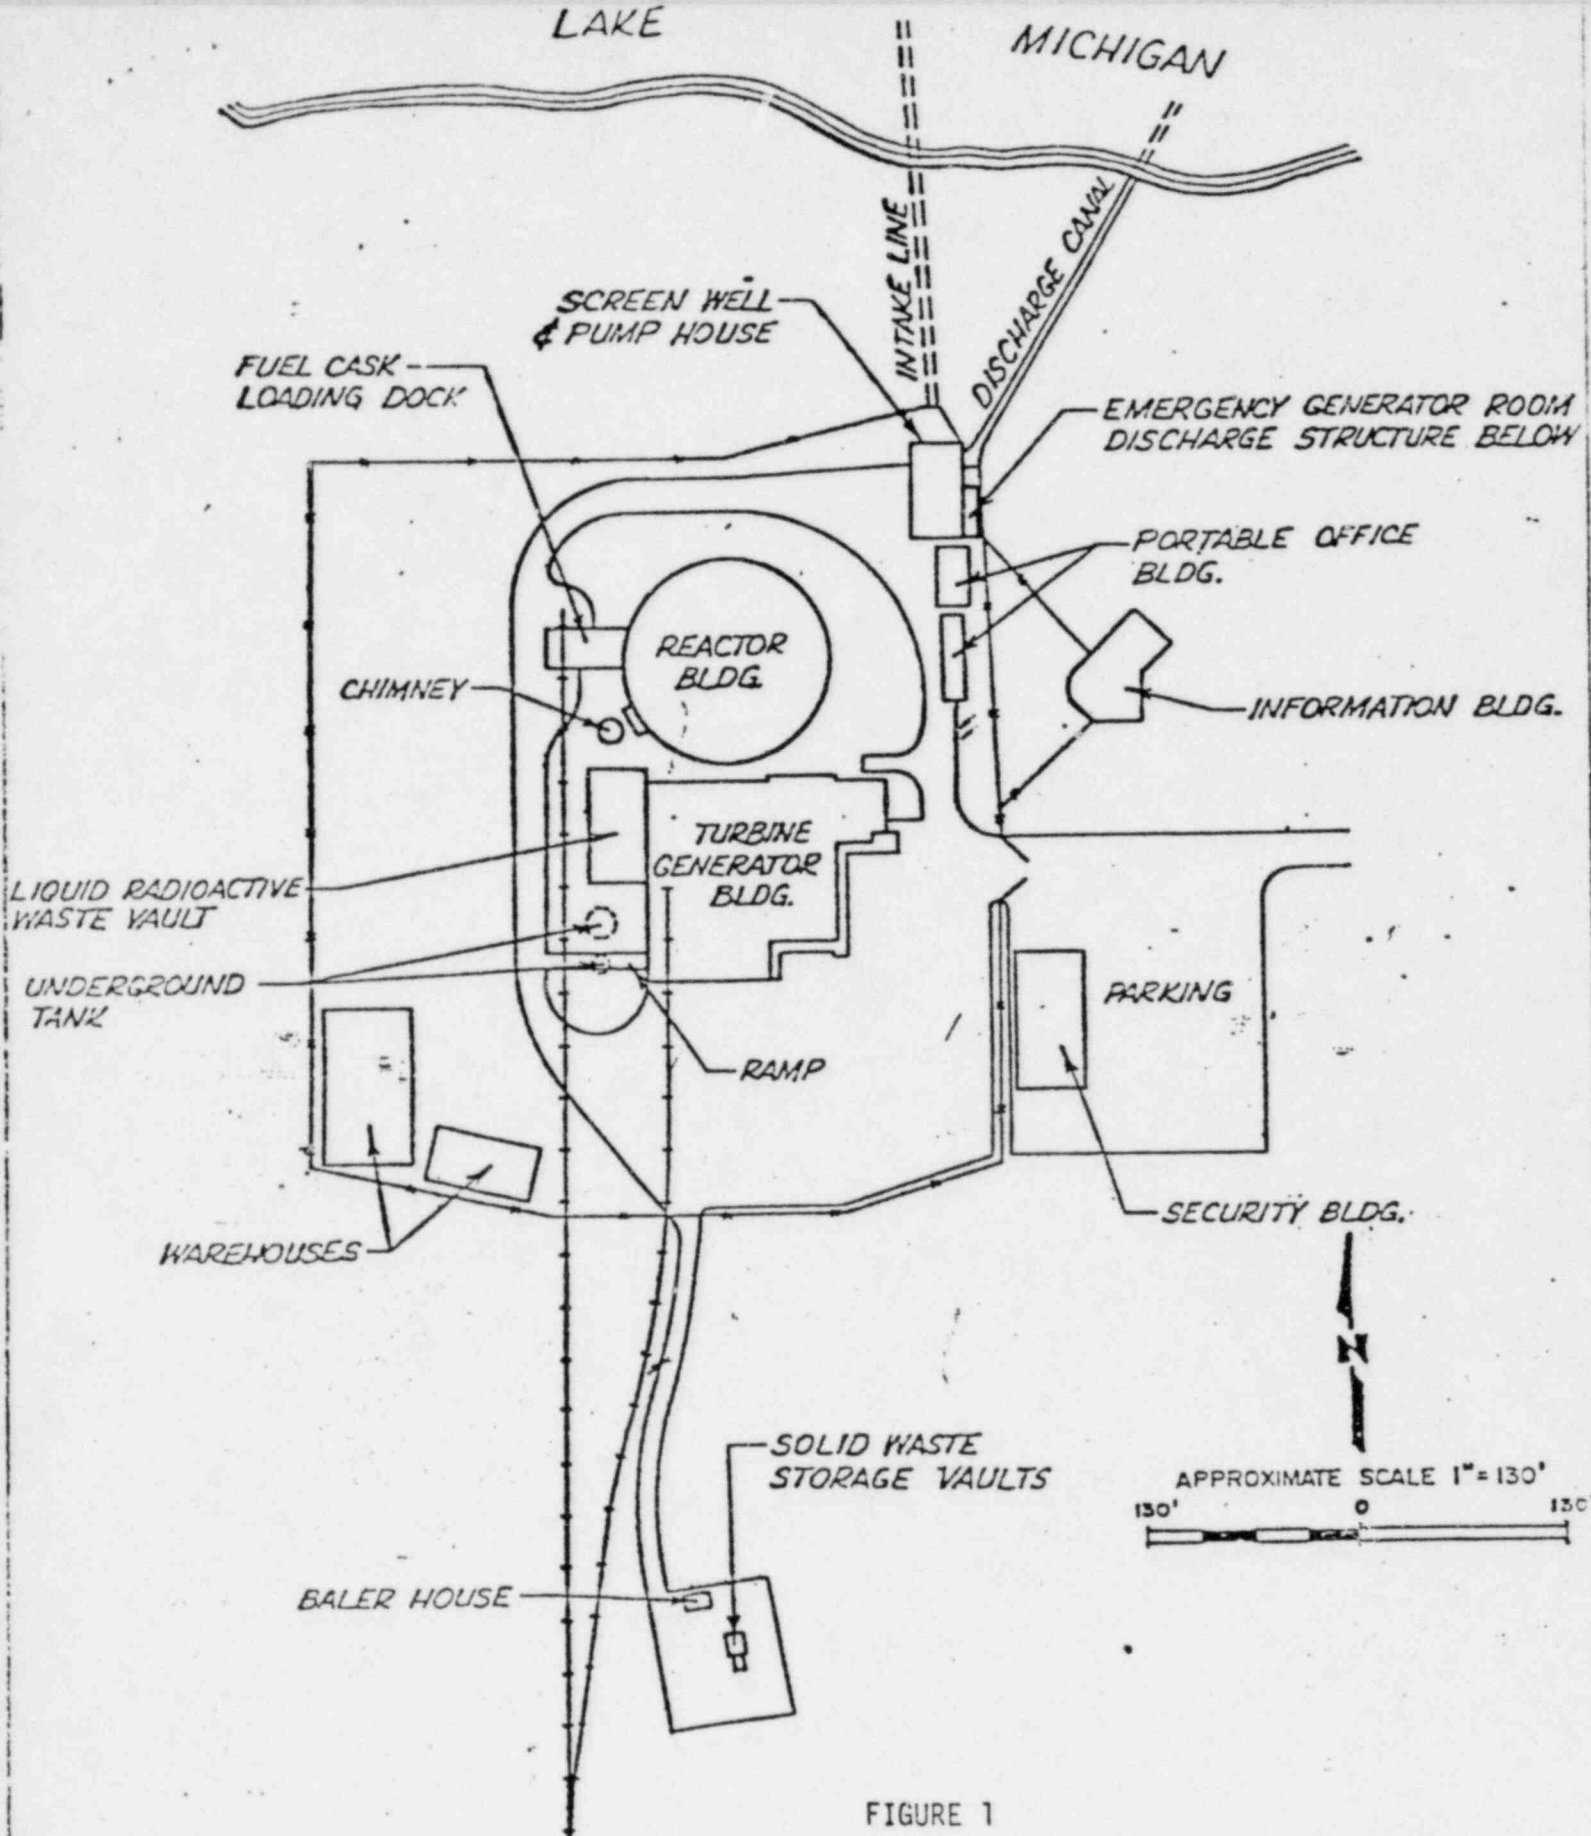 LAKE MICHIGAN
INTAKE LINE
DISCHARGE CANAL
SCREEN WELL
& PUMP HOUSE
FUEL CASK
LOADING DOCK
EMERGENCY GENERATOR ROOM
DISCHARGE STRUCTURE BELOW
PORTABLE OFFICE
BLDG.
REACTOR
BLDG.
CHIMNEY
INFORMATION BLDG.
TURBINE
GENERATOR
BLDG.
LIQUID RADIOACTIVE
WASTE VAULT
UNDERGROUND
TANK
PARKING
RAMP
SECURITY BLDG.
WAREHOUSES
N
SOLID WASTE
STORAGE VAULTS
APPROXIMATE SCALE 1"=130'
130' 0 130'
BALER HOUSE
FIGURE 1